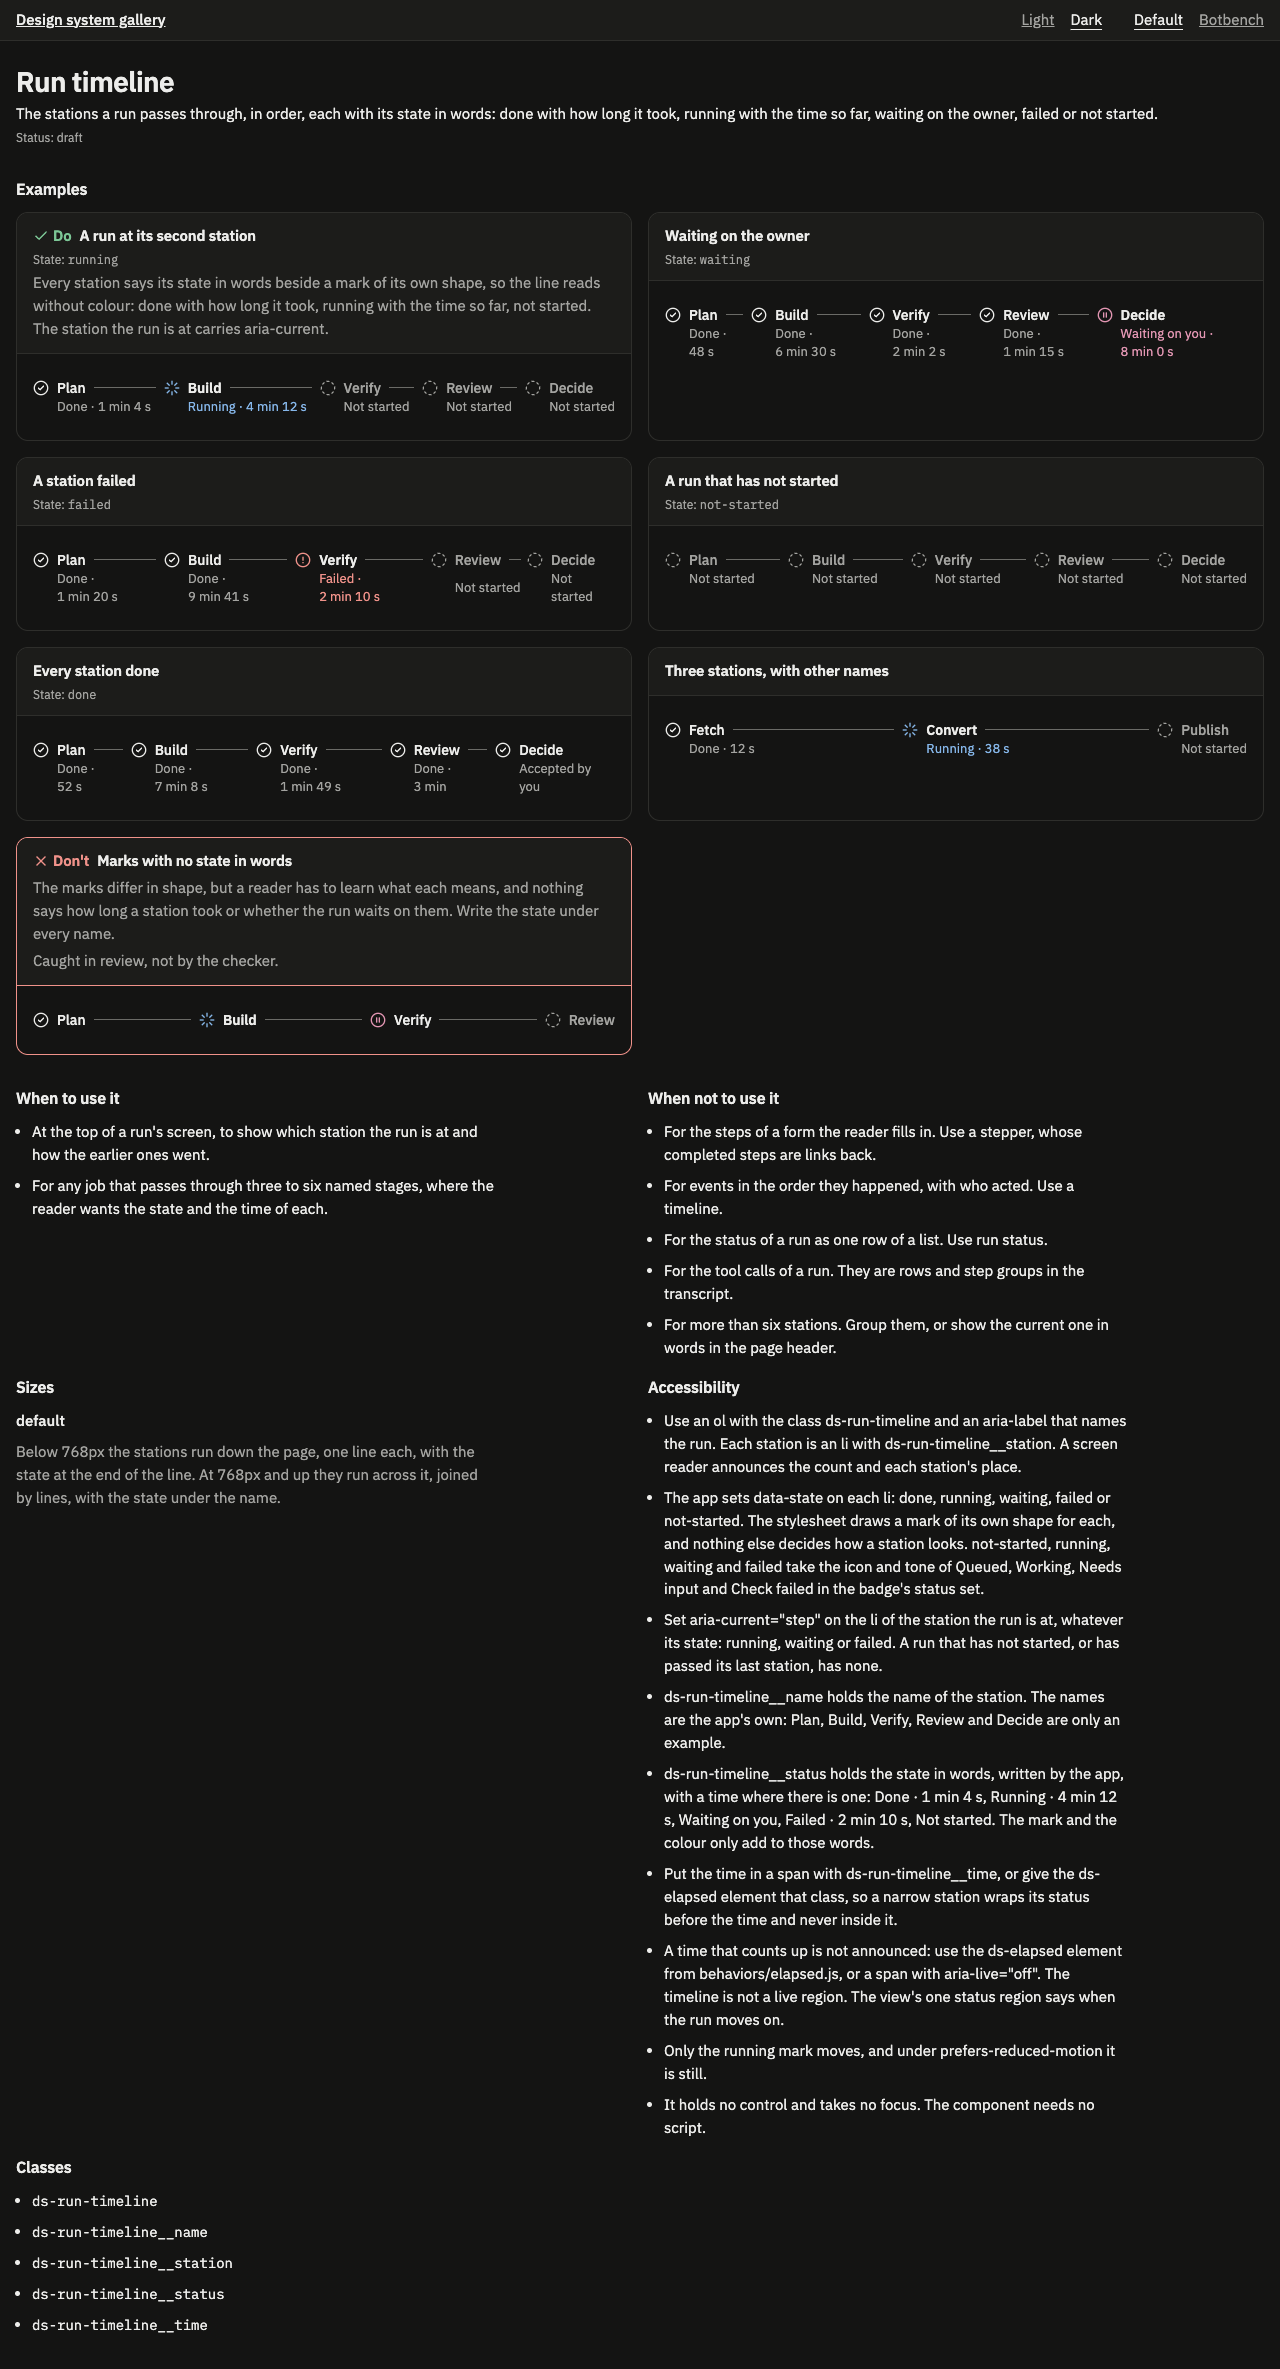 Design system gallery
Light Dark Default Botbench
Run timeline
The stations a run passes through, in order, each with its state in words: done with how long it took, running with the time so far, waiting on the owner, failed or not started.
Status: draft
Examples
Do A run at its second station
State: running
Every station says its state in words beside a mark of its own shape, so the line reads
without colour: done with how long it took, running with the time so far, not started.
The station the run is at carries aria-current.
Plan Build Verify Review Decide
Done · 1 min 4 s Running · 4 min 12 s Not started Not started Not started
Waiting on the owner
State: waiting
Plan Build Verify Review Decide
Done · Done · Done · Done · Waiting on you ·
48 s 6 min 30 s 2 min 2 s 1 min 15 s 8 min 0 s
A station failed
State: failed
Plan Build Verify Review Decide
Done · Done · Failed · Not started Not
1 min 20 s 9 min 41 s 2 min 10 s started
A run that has not started
State: not-started
Plan Build Verify Review Decide
Not started Not started Not started Not started Not started
Every station done
State: done
Plan Build Verify Review Decide
Done · Done · Done · Done · Accepted by
52 s 7 min 8 s 1 min 49 s 3 min you
Three stations, with other names
Fetch Convert Publish
Done · 12 s Running · 38 s Not started
Don't Marks with no state in words
The marks differ in shape, but a reader has to learn what each means, and nothing
says how long a station took or whether the run waits on them. Write the state under
every name.
Caught in review, not by the checker.
Plan Build Verify Review
When to use it
• At the top of a run's screen, to show which station the run is at and
how the earlier ones went.
• For any job that passes through three to six named stages, where the
reader wants the state and the time of each.
When not to use it
• For the steps of a form the reader fills in. Use a stepper, whose
completed steps are links back.
• For events in the order they happened, with who acted. Use a
timeline.
• For the status of a run as one row of a list. Use run status.
• For the tool calls of a run. They are rows and step groups in the
transcript.
• For more than six stations. Group them, or show the current one in
words in the page header.
Sizes
default
Below 768px the stations run down the page, one line each, with the
state at the end of the line. At 768px and up they run across it, joined
by lines, with the state under the name.
Accessibility
• Use an ol with the class ds-run-timeline and an aria-label that names
the run. Each station is an li with ds-run-timeline__station. A screen
reader announces the count and each station's place.
• The app sets data-state on each li: done, running, waiting, failed or
not-started. The stylesheet draws a mark of its own shape for each,
and nothing else decides how a station looks. not-started, running,
waiting and failed take the icon and tone of Queued, Working, Needs
input and Check failed in the badge's status set.
• Set aria-current="step" on the li of the station the run is at, whatever
its state: running, waiting or failed. A run that has not started, or has
passed its last station, has none.
• ds-run-timeline__name holds the name of the station. The names
are the app's own: Plan, Build, Verify, Review and Decide are only an
example.
• ds-run-timeline__status holds the state in words, written by the app,
with a time where there is one: Done · 1 min 4 s, Running · 4 min 12
s, Waiting on you, Failed · 2 min 10 s, Not started. The mark and the
colour only add to those words.
• Put the time in a span with ds-run-timeline__time, or give the ds-
elapsed element that class, so a narrow station wraps its status
before the time and never inside it.
• A time that counts up is not announced: use the ds-elapsed element
from behaviors/elapsed.js, or a span with aria-live="off". The
timeline is not a live region. The view's one status region says when
the run moves on.
• Only the running mark moves, and under prefers-reduced-motion it
is still.
• It holds no control and takes no focus. The component needs no
script.
Classes
• ds-run-timeline
• ds-run-timeline__name
• ds-run-timeline__station
• ds-run-timeline__status
• ds-run-timeline__time